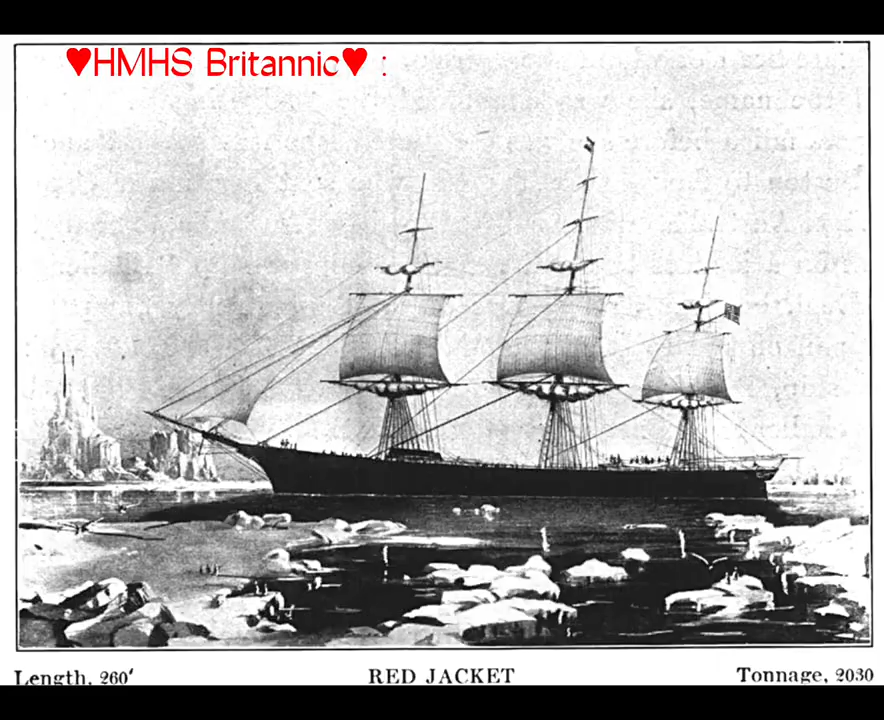 ♥HMHS Britannic♥ :
Length, 260′
RED JACKET
Tonnage, 2030